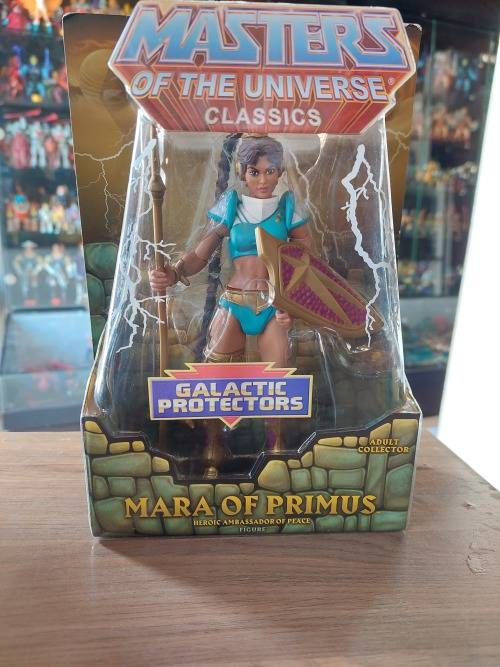 MASTERS
OF THE UNIVERSE®
CLASSICS
GALACTIC
PROTECTORS
ADULT
COLLECTOR
MARA OF PRIMUS
HEROIC AMBASSADOR OF PEACE
FIGURE